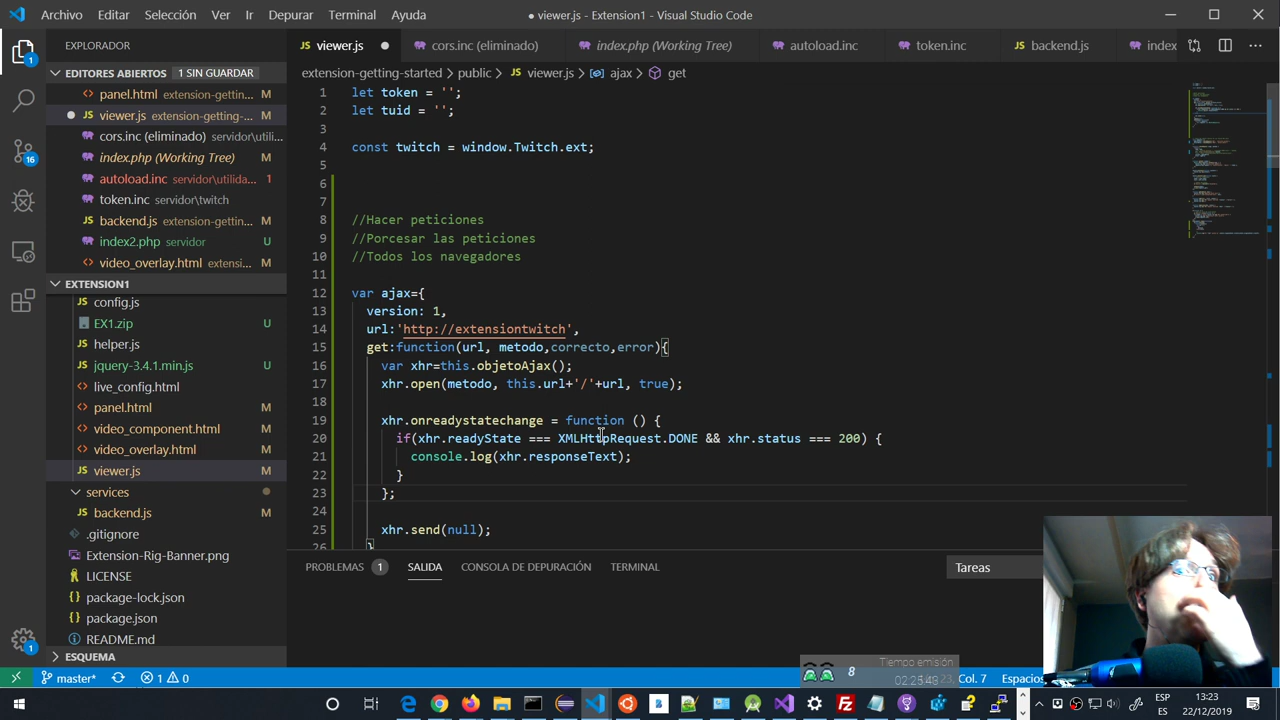 Archivo Editar Selección Ver Ir Depurar Terminal Ayuda
● viewer.js - Extension1 - Visual Studio Code
EXPLORADOR
EDITORES ABIERTOS 1 SIN GUARDAR
panel.html extension-gettin... M
viewer.js extension-getting-... M
cors.inc (eliminado) servidor\utili...
index.php (Working Tree) M
autoload.inc servidor\utilida... 1
token.inc servidor\twitch
backend.js extension-gettin... M
index2.php servidor U
video_overlay.html extensi... M
EXTENSION1
config.js
EX1.zip U
helper.js
jquery-3.4.1.min.js U
live_config.html
panel.html M
video_component.html M
video_overlay.html M
viewer.js M
services
backend.js M
.gitignore
Extension-Rig-Banner.png
LICENSE
package-lock.json
package.json
README.md
ESQUEMA
1
16
1
viewer.js
cors.inc (eliminado)
index.php (Working Tree)
autoload.inc
token.inc
backend.js
index
extension-getting-started > public > JS viewer.js > ajax > get
1 let token = '';
2 let tuid = '';
3
4 const twitch = window.Twitch.ext;
5
6
7
8 //Hacer peticiones
9 //Porcesar las peticiones
10 //Todos los navegadores
11
12 var ajax={
13 version: 1,
14 url:'http://extensiontwitch',
15 get:function(url, metodo,correcto,error){
16 var xhr=this.objetoAjax();
17 xhr.open(metodo, this.url+'/'+url, true);
18
19 xhr.onreadystatechange = function () {
20 if(xhr.readyState === XMLHttpRequest.DONE && xhr.status === 200) {
21 console.log(xhr.responseText);
22 }
23 };
24
25 xhr.send(null);
26 }
PROBLEMAS 1 SALIDA CONSOLA DE DEPURACIÓN TERMINAL
Tareas
8 Tiempo emisión
02:25:48
master* 1 0
23, Col. 7 Espacios
ESP 13:23
ES 22/12/2019